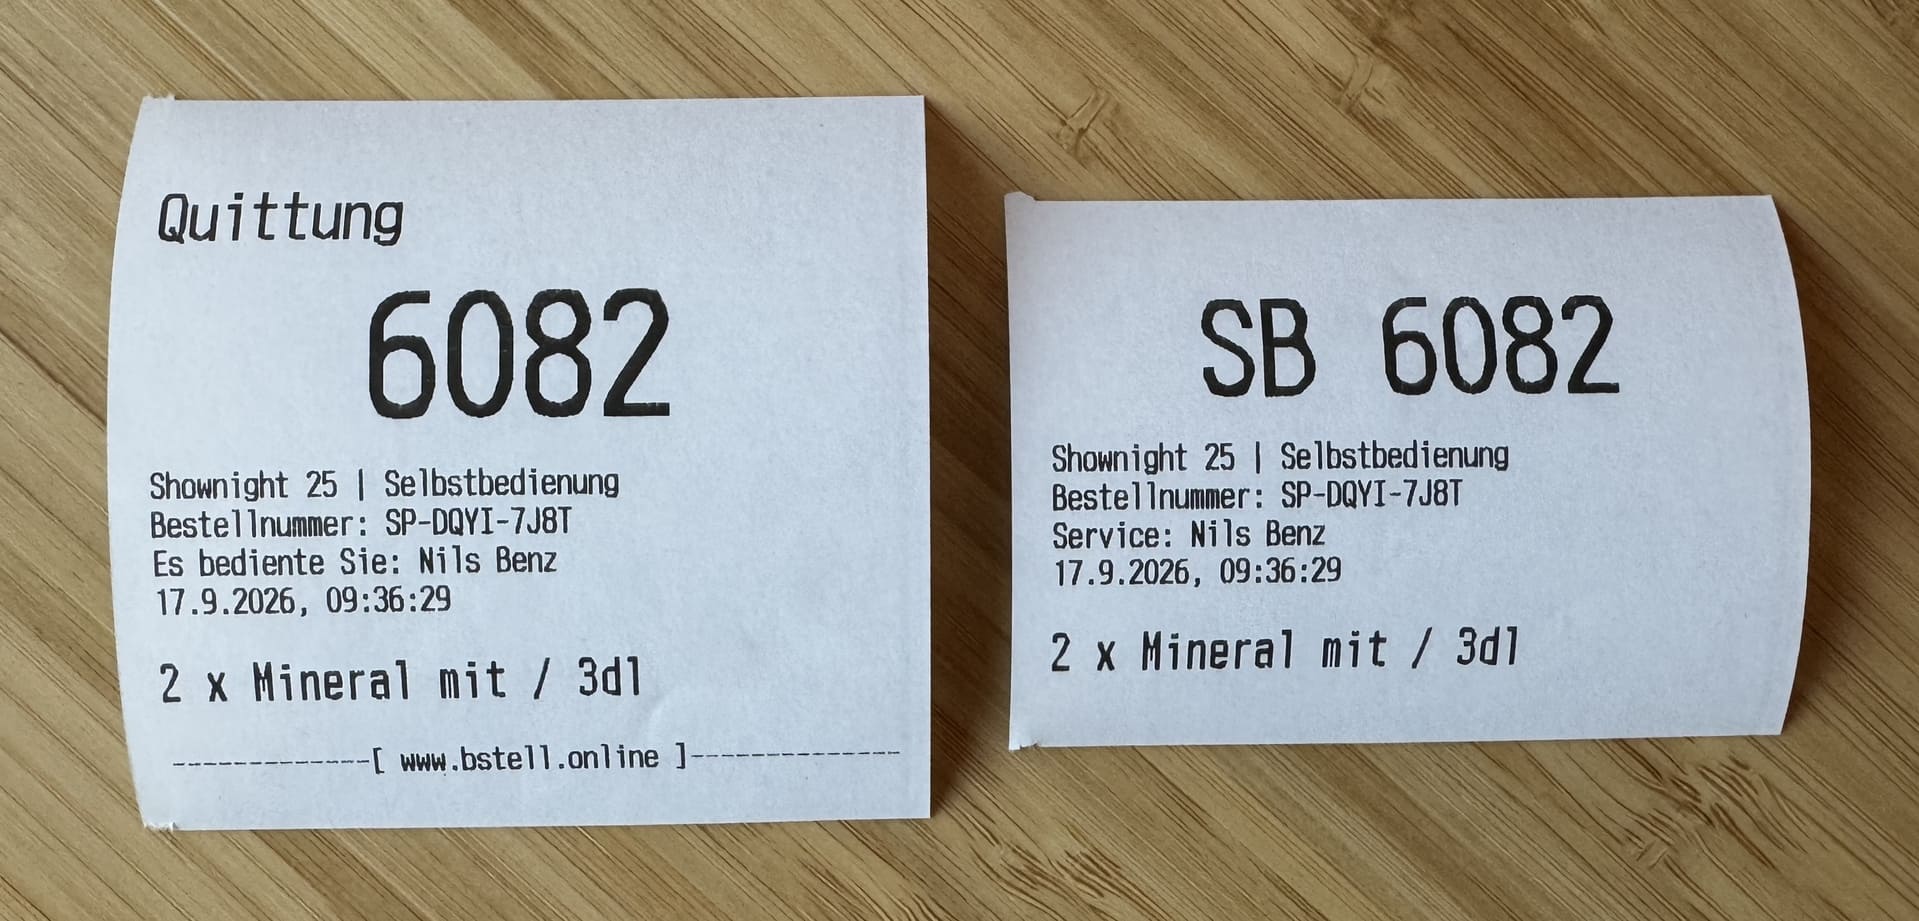 Quittung
6082
Shownight 25 | Selbstbedienung
Bestellnummer: SP-DQYI-7J8T
Es bediente Sie: Nils Benz
17.9.2026, 09:36:29
2 x Mineral mit / 3dl
--------------[ www.bstell.online ]---------------
SB 6082
Shownight 25 | Selbstbedienung
Bestellnummer: SP-DQYI-7J8T
Service: Nils Benz
17.9.2026, 09:36:29
2 x Mineral mit / 3dl